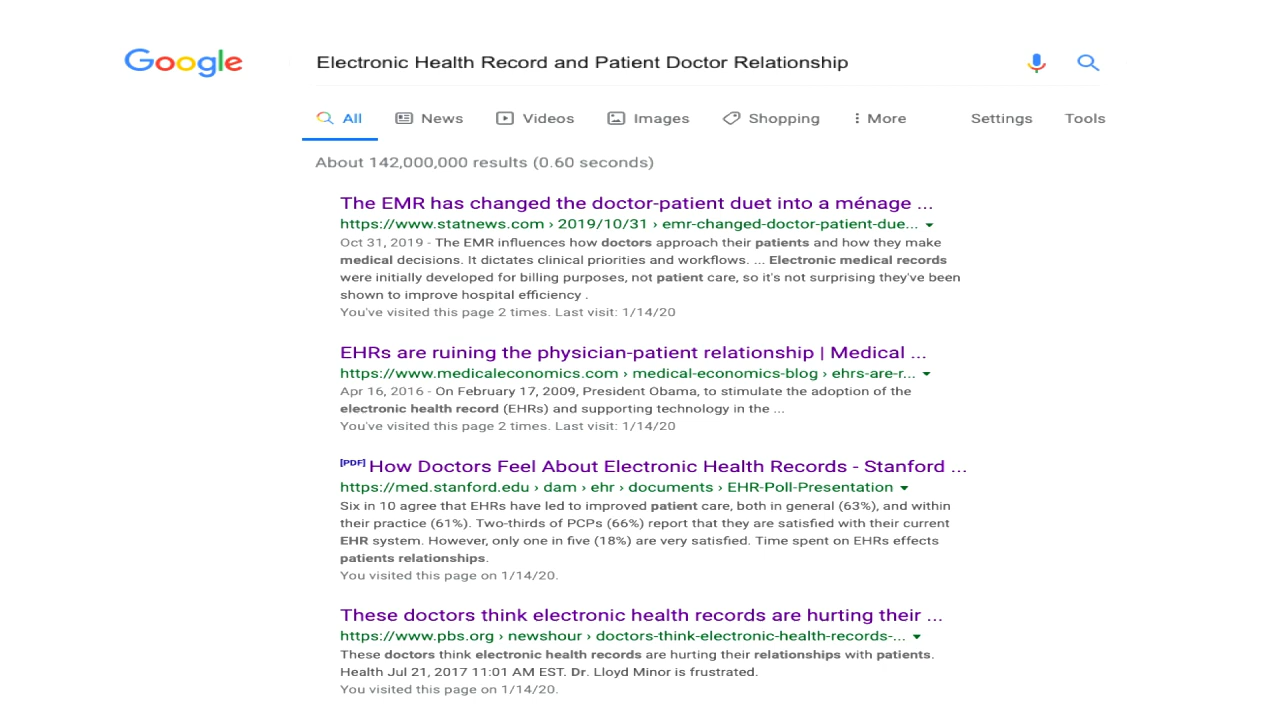 Google
Electronic Health Record and Patient Doctor Relationship
All News Videos Images Shopping More Settings Tools
About 142,000,000 results (0.60 seconds)
The EMR has changed the doctor-patient duet into a ménage ...
https://www.statnews.com › 2019/10/31 › emr-changed-doctor-patient-due...
Oct 31, 2019 - The EMR influences how doctors approach their patients and how they make
medical decisions. It dictates clinical priorities and workflows. ... Electronic medical records
were initially developed for billing purposes, not patient care, so it's not surprising they've been
shown to improve hospital efficiency .
You've visited this page 2 times. Last visit: 1/14/20
EHRs are ruining the physician-patient relationship | Medical ...
https://www.medicaleconomics.com › medical-economics-blog › ehrs-are-r...
Apr 16, 2016 - On February 17, 2009, President Obama, to stimulate the adoption of the
electronic health record (EHRs) and supporting technology in the ...
You've visited this page 2 times. Last visit: 1/14/20
[PDF] How Doctors Feel About Electronic Health Records - Stanford ...
https://med.stanford.edu › dam › ehr › documents › EHR-Poll-Presentation
Six in 10 agree that EHRs have led to improved patient care, both in general (63%), and within
their practice (61%). Two-thirds of PCPs (66%) report that they are satisfied with their current
EHR system. However, only one in five (18%) are very satisfied. Time spent on EHRs effects
patients relationships.
You visited this page on 1/14/20.
These doctors think electronic health records are hurting their ...
https://www.pbs.org › newshour › doctors-think-electronic-health-records-...
These doctors think electronic health records are hurting their relationships with patients.
Health Jul 21, 2017 11:01 AM EST. Dr. Lloyd Minor is frustrated.
You visited this page on 1/14/20.